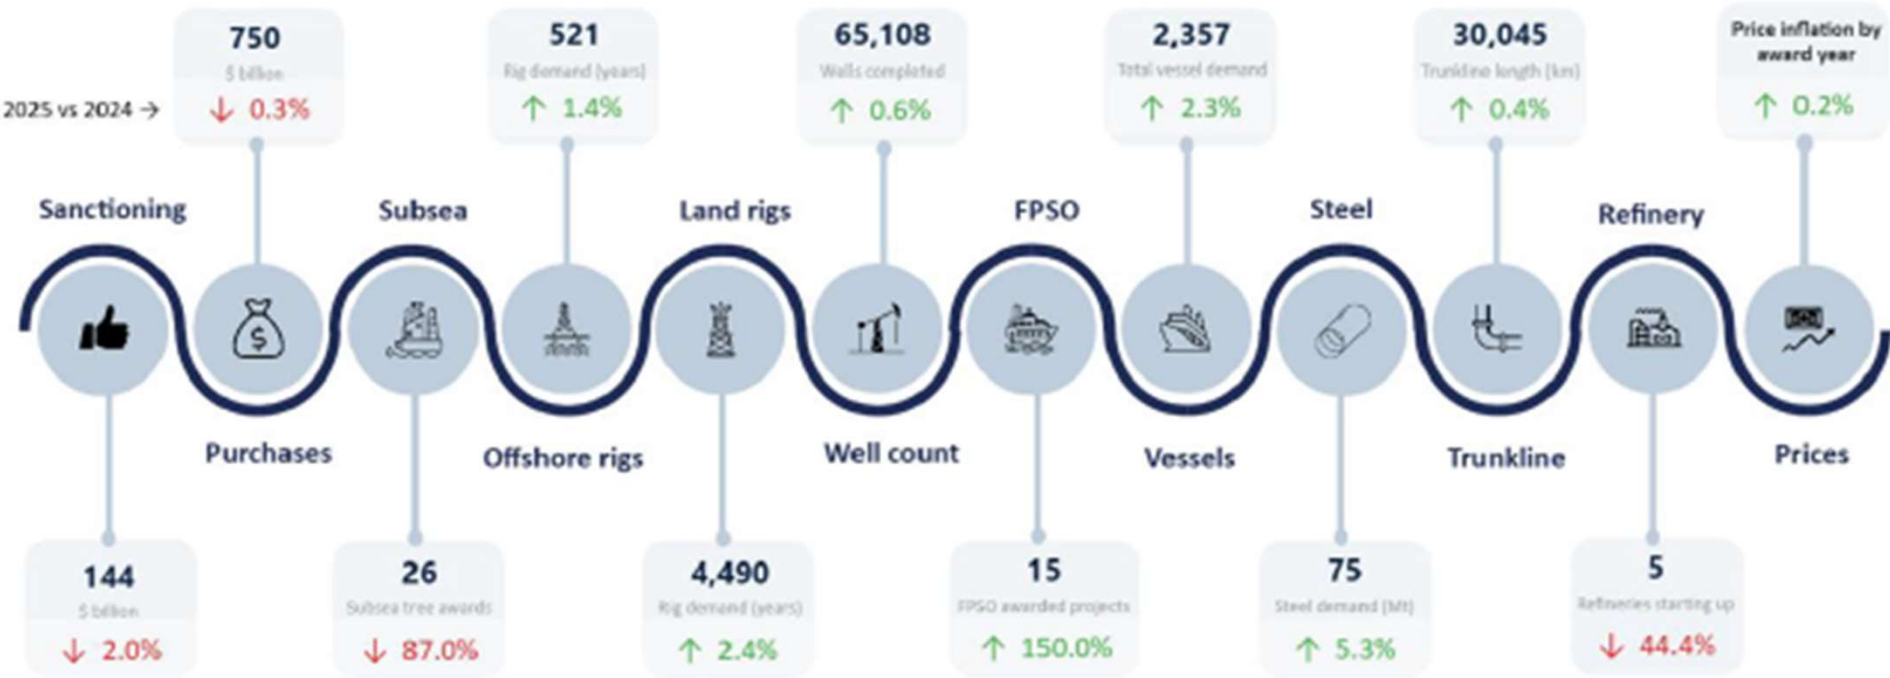 750
$ billion
↓ 0.3%
521
Rig demand (years)
↑ 1.4%
65,108
Wells completed
↑ 0.6%
2,357
Total vessel demand
↑ 2.3%
30,045
Trunkline length (km)
↑ 0.4%
Price inflation by
award year
↑ 0.2%
2025 vs 2024 →
Sanctioning
Subsea
Land rigs
FPSO
Steel
Refinery
$
Purchases
Offshore rigs
Well count
Vessels
Trunkline
Prices
144
$ billion
↓ 2.0%
26
Subsea tree awards
↓ 87.0%
4,490
Rig demand (years)
↑ 2.4%
15
FPSO awarded projects
↑ 150.0%
75
Steel demand (Mt)
↑ 5.3%
5
Refineries starting up
↓ 44.4%